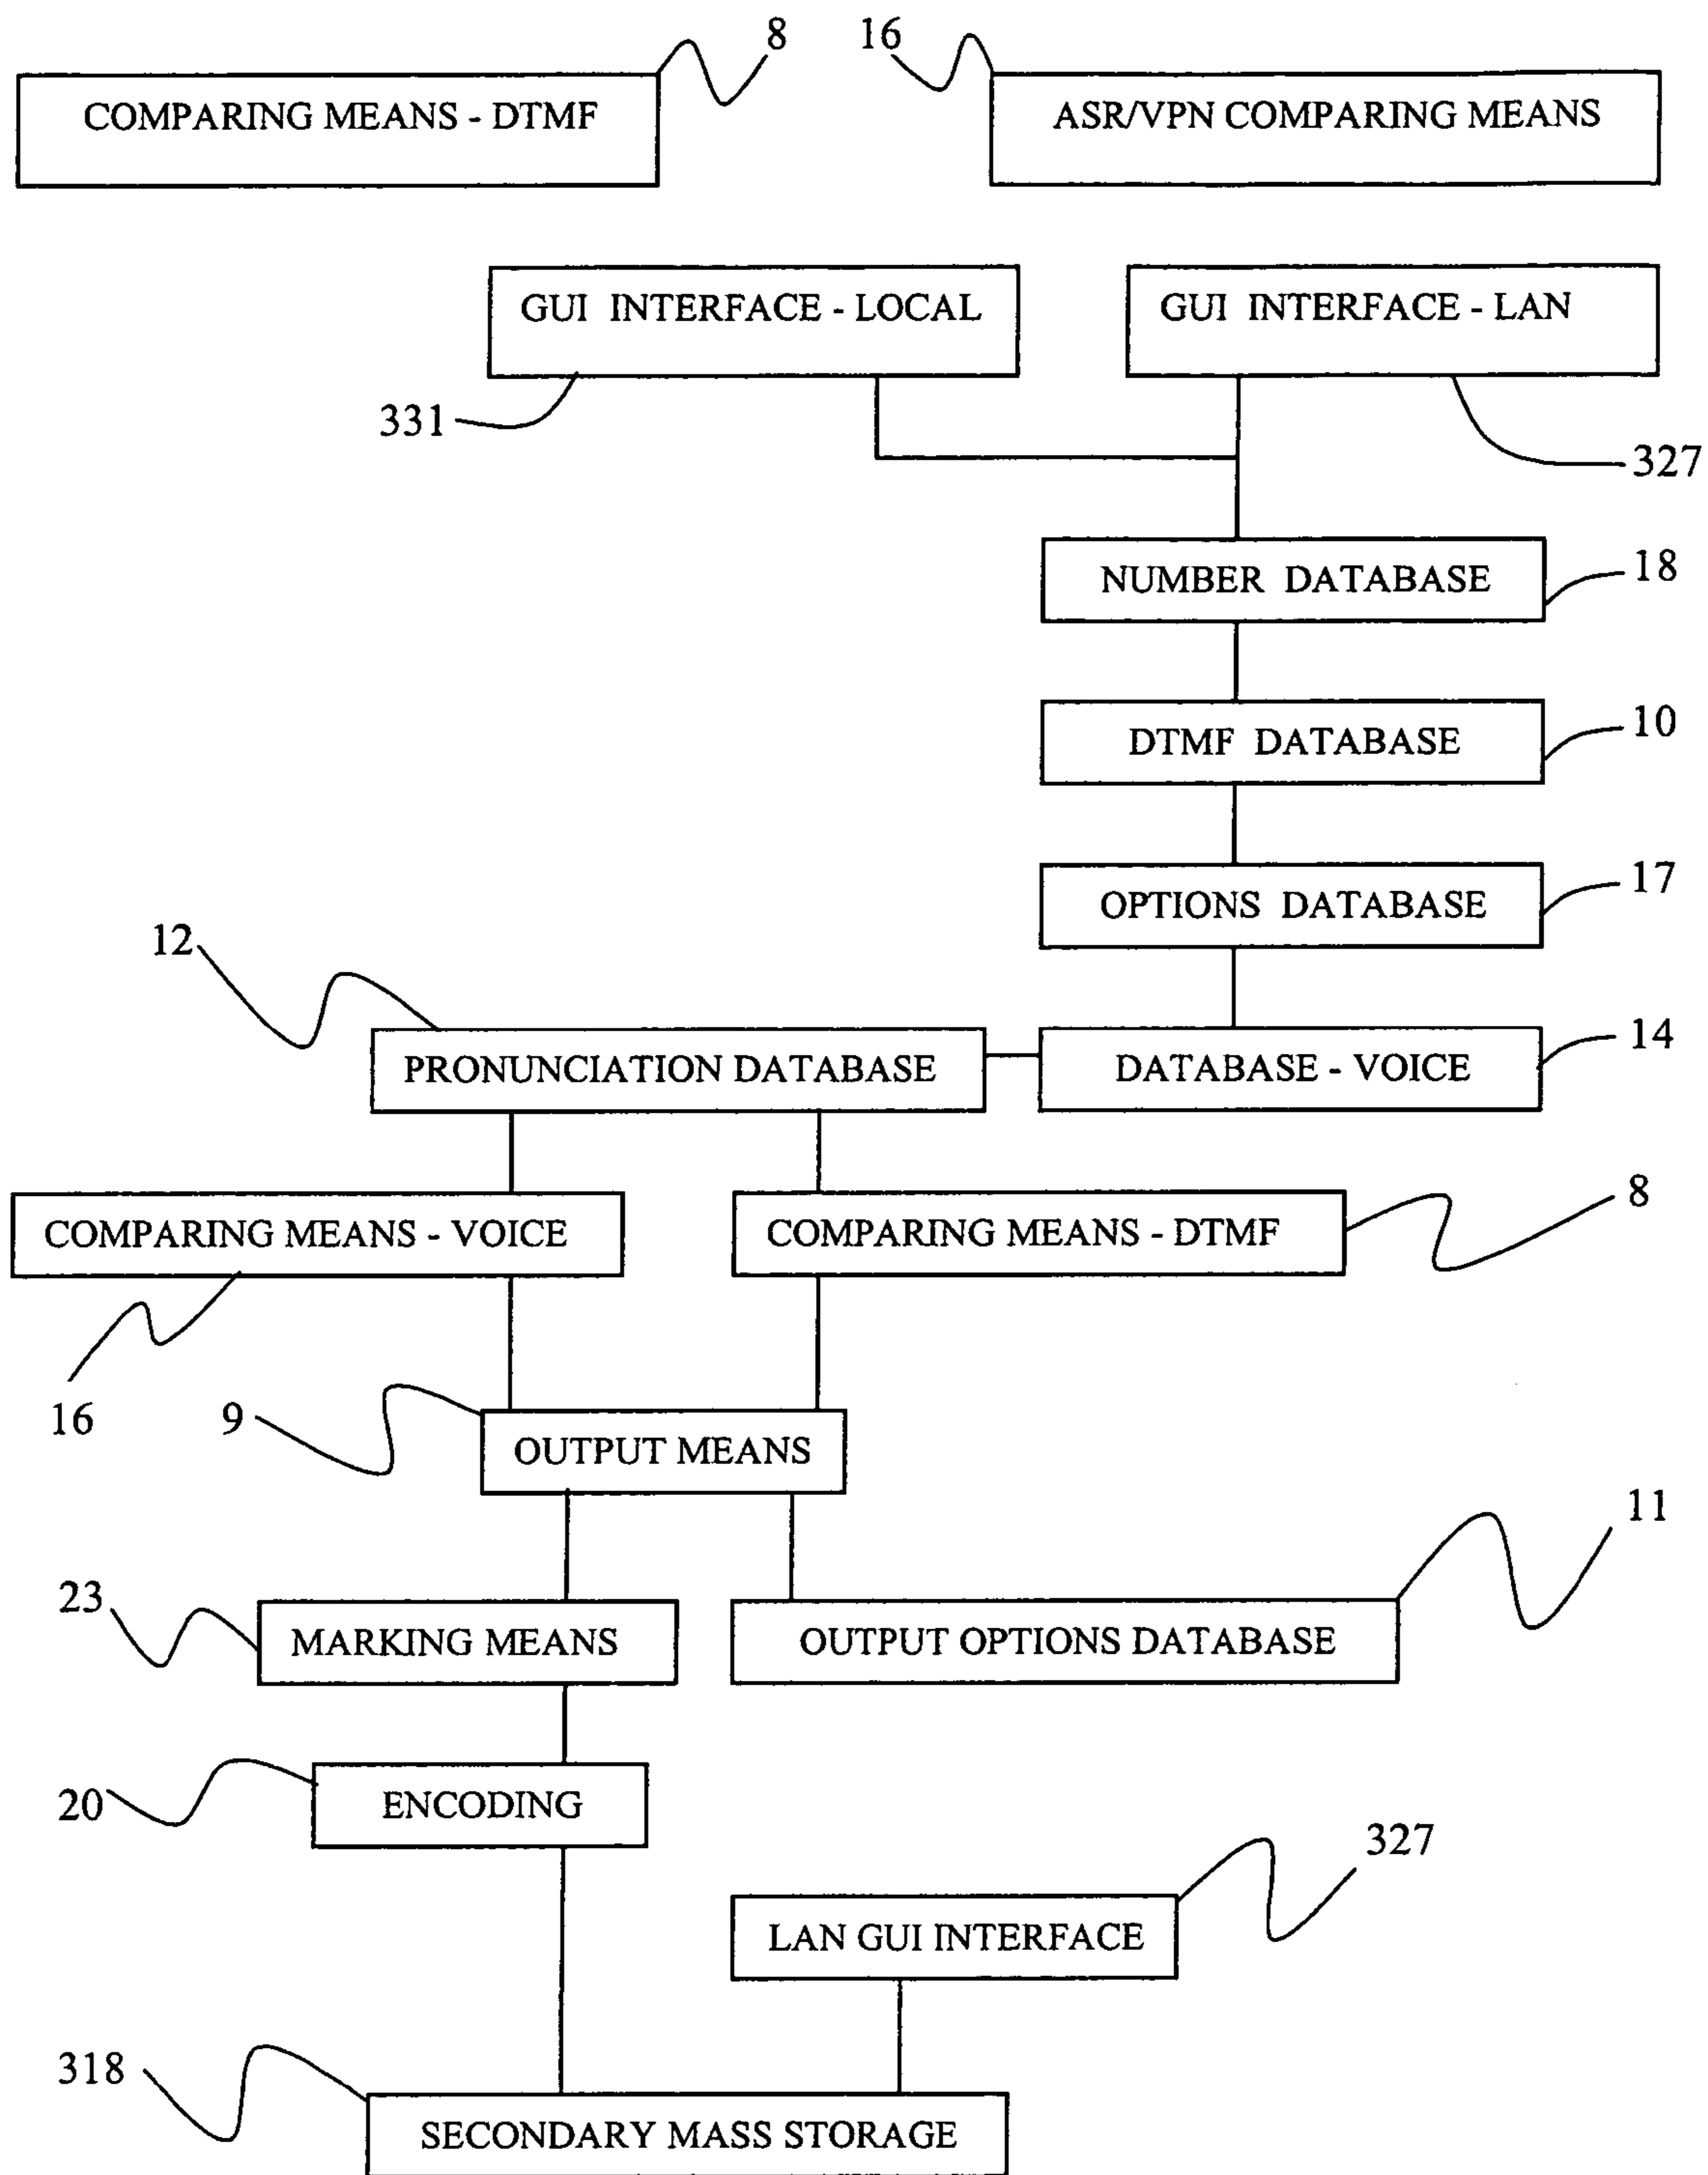 8
16
COMPARING MEANS - DTMF
ASR/VPN COMPARING MEANS
GUI INTERFACE - LOCAL
GUI INTERFACE - LAN
331
327
NUMBER DATABASE
18
DTMF DATABASE
10
OPTIONS DATABASE
17
12
PRONUNCIATION DATABASE
DATABASE - VOICE
14
COMPARING MEANS - VOICE
COMPARING MEANS - DTMF
8
16
9
OUTPUT MEANS
11
23
MARKING MEANS
OUTPUT OPTIONS DATABASE
20
ENCODING
327
LAN GUI INTERFACE
318
SECONDARY MASS STORAGE